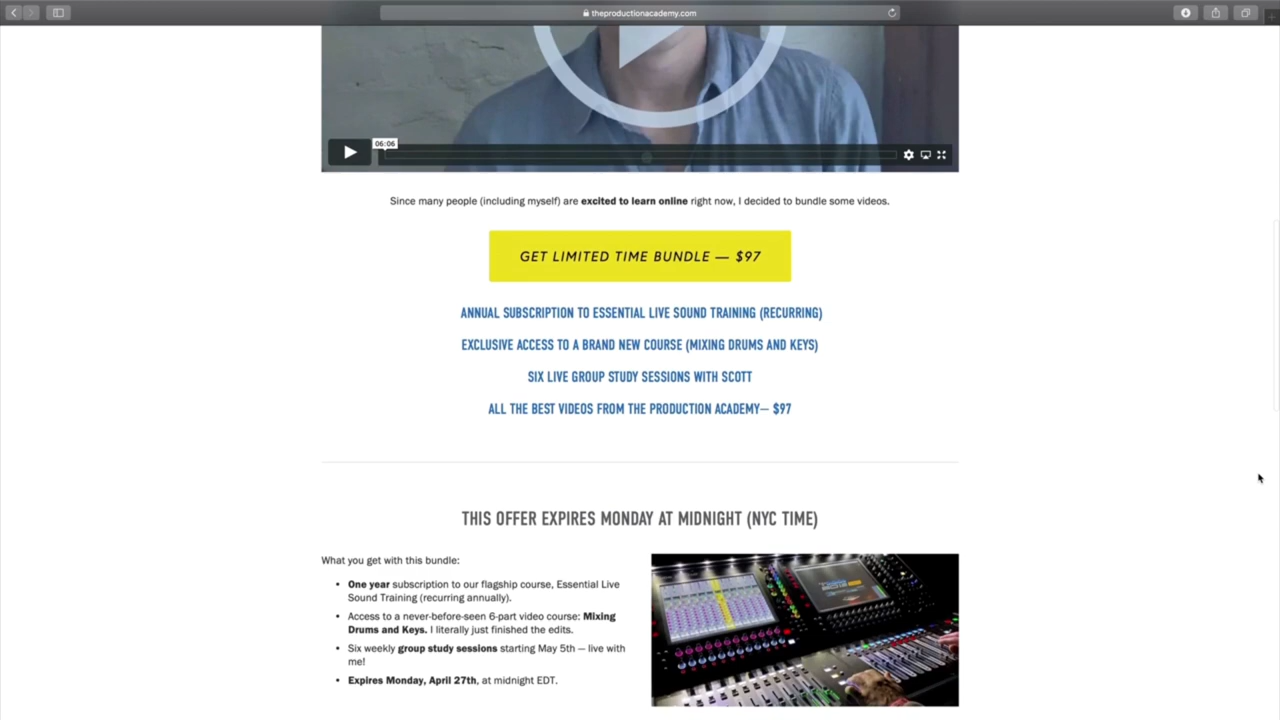 theproductionacademy.com
06:06
Since many people (including myself) are excited to learn online right now, I decided to bundle some videos.
GET LIMITED TIME BUNDLE — $97
ANNUAL SUBSCRIPTION TO ESSENTIAL LIVE SOUND TRAINING (RECURRING)
EXCLUSIVE ACCESS TO A BRAND NEW COURSE (MIXING DRUMS AND KEYS)
SIX LIVE GROUP STUDY SESSIONS WITH SCOTT
ALL THE BEST VIDEOS FROM THE PRODUCTION ACADEMY— $97
THIS OFFER EXPIRES MONDAY AT MIDNIGHT (NYC TIME)
What you get with this bundle:
• One year subscription to our flagship course, Essential Live
Sound Training (recurring annually).
• Access to a never-before-seen 6-part video course: Mixing
Drums and Keys. I literally just finished the edits.
• Six weekly group study sessions starting May 5th — live with
me!
• Expires Monday, April 27th, at midnight EDT.